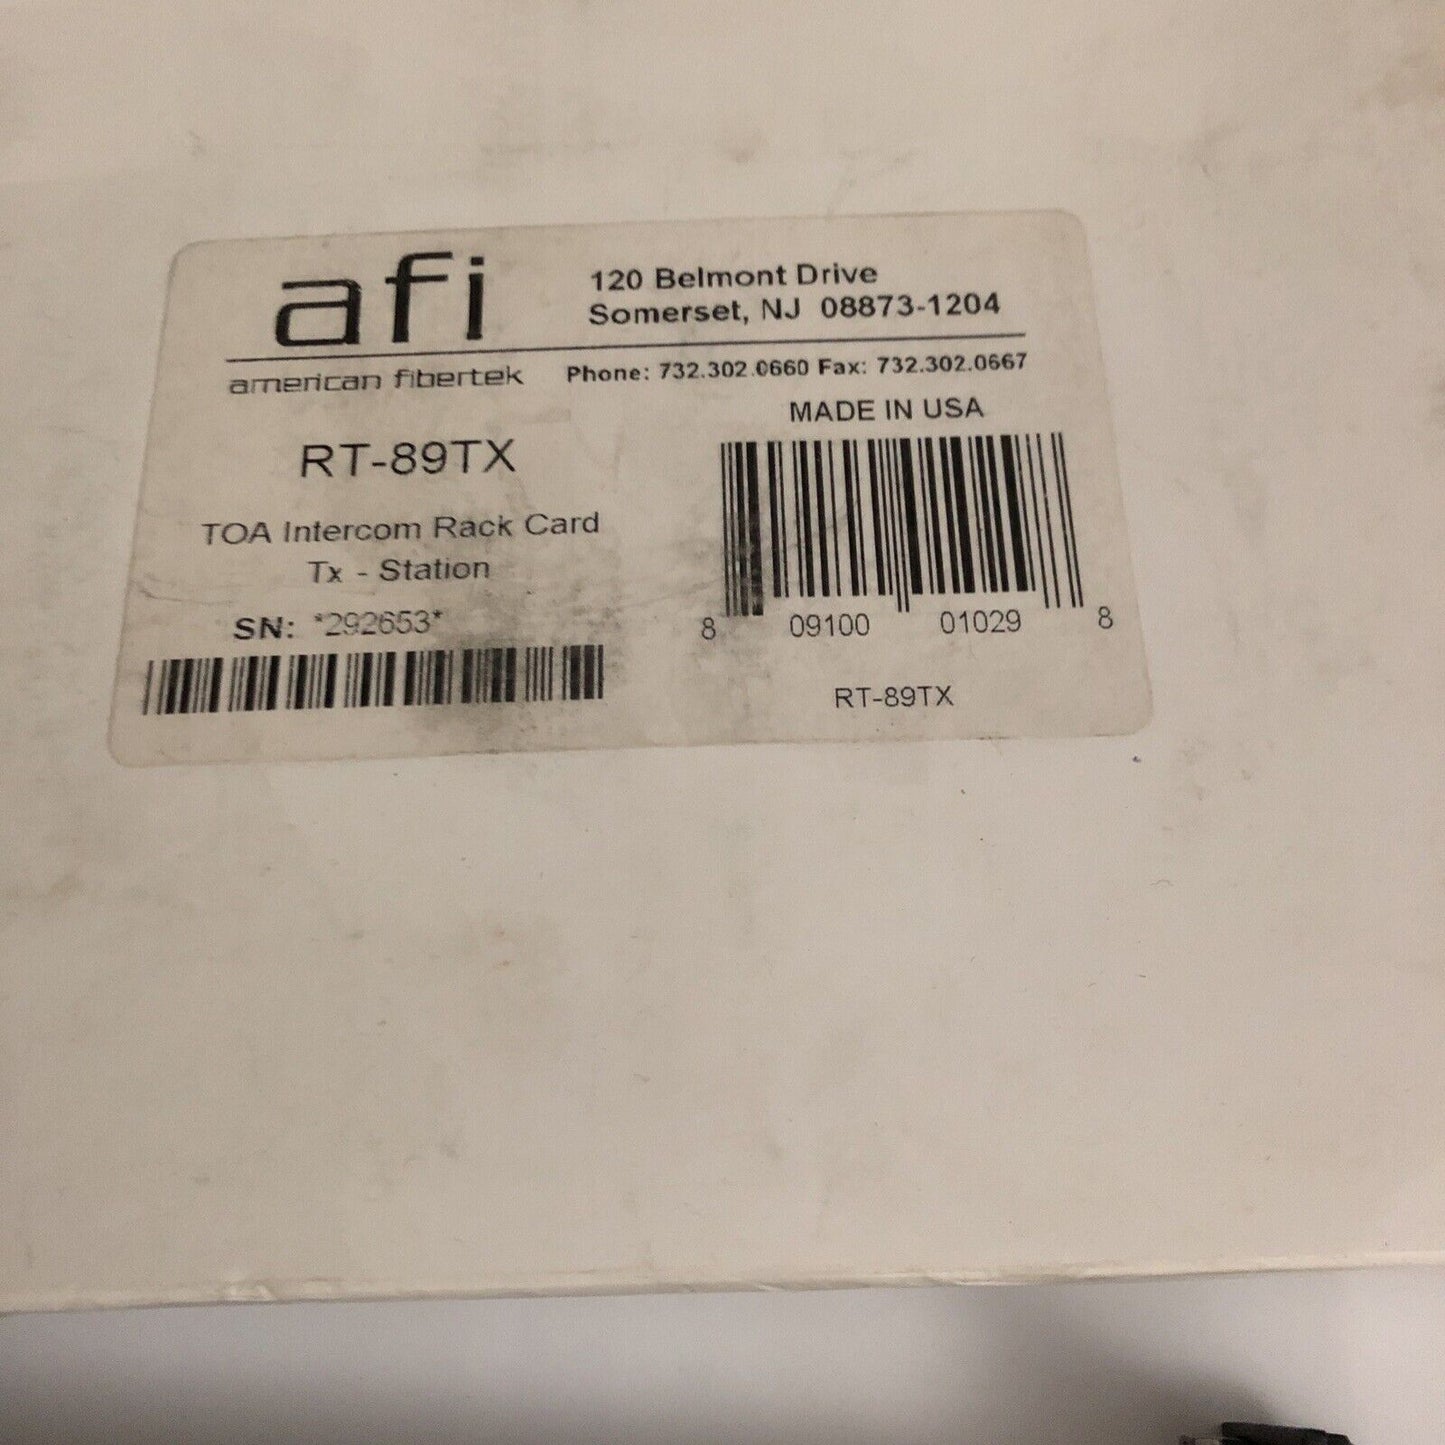 afi
american fibertek
120 Belmont Drive
Somerset, NJ 08873-1204
Phone: 732.302.0660 Fax: 732.302.0667
MADE IN USA
RT-89TX
TOA Intercom Rack Card
Tx - Station
SN: *292653*
8 09100 01029 8
RT-89TX